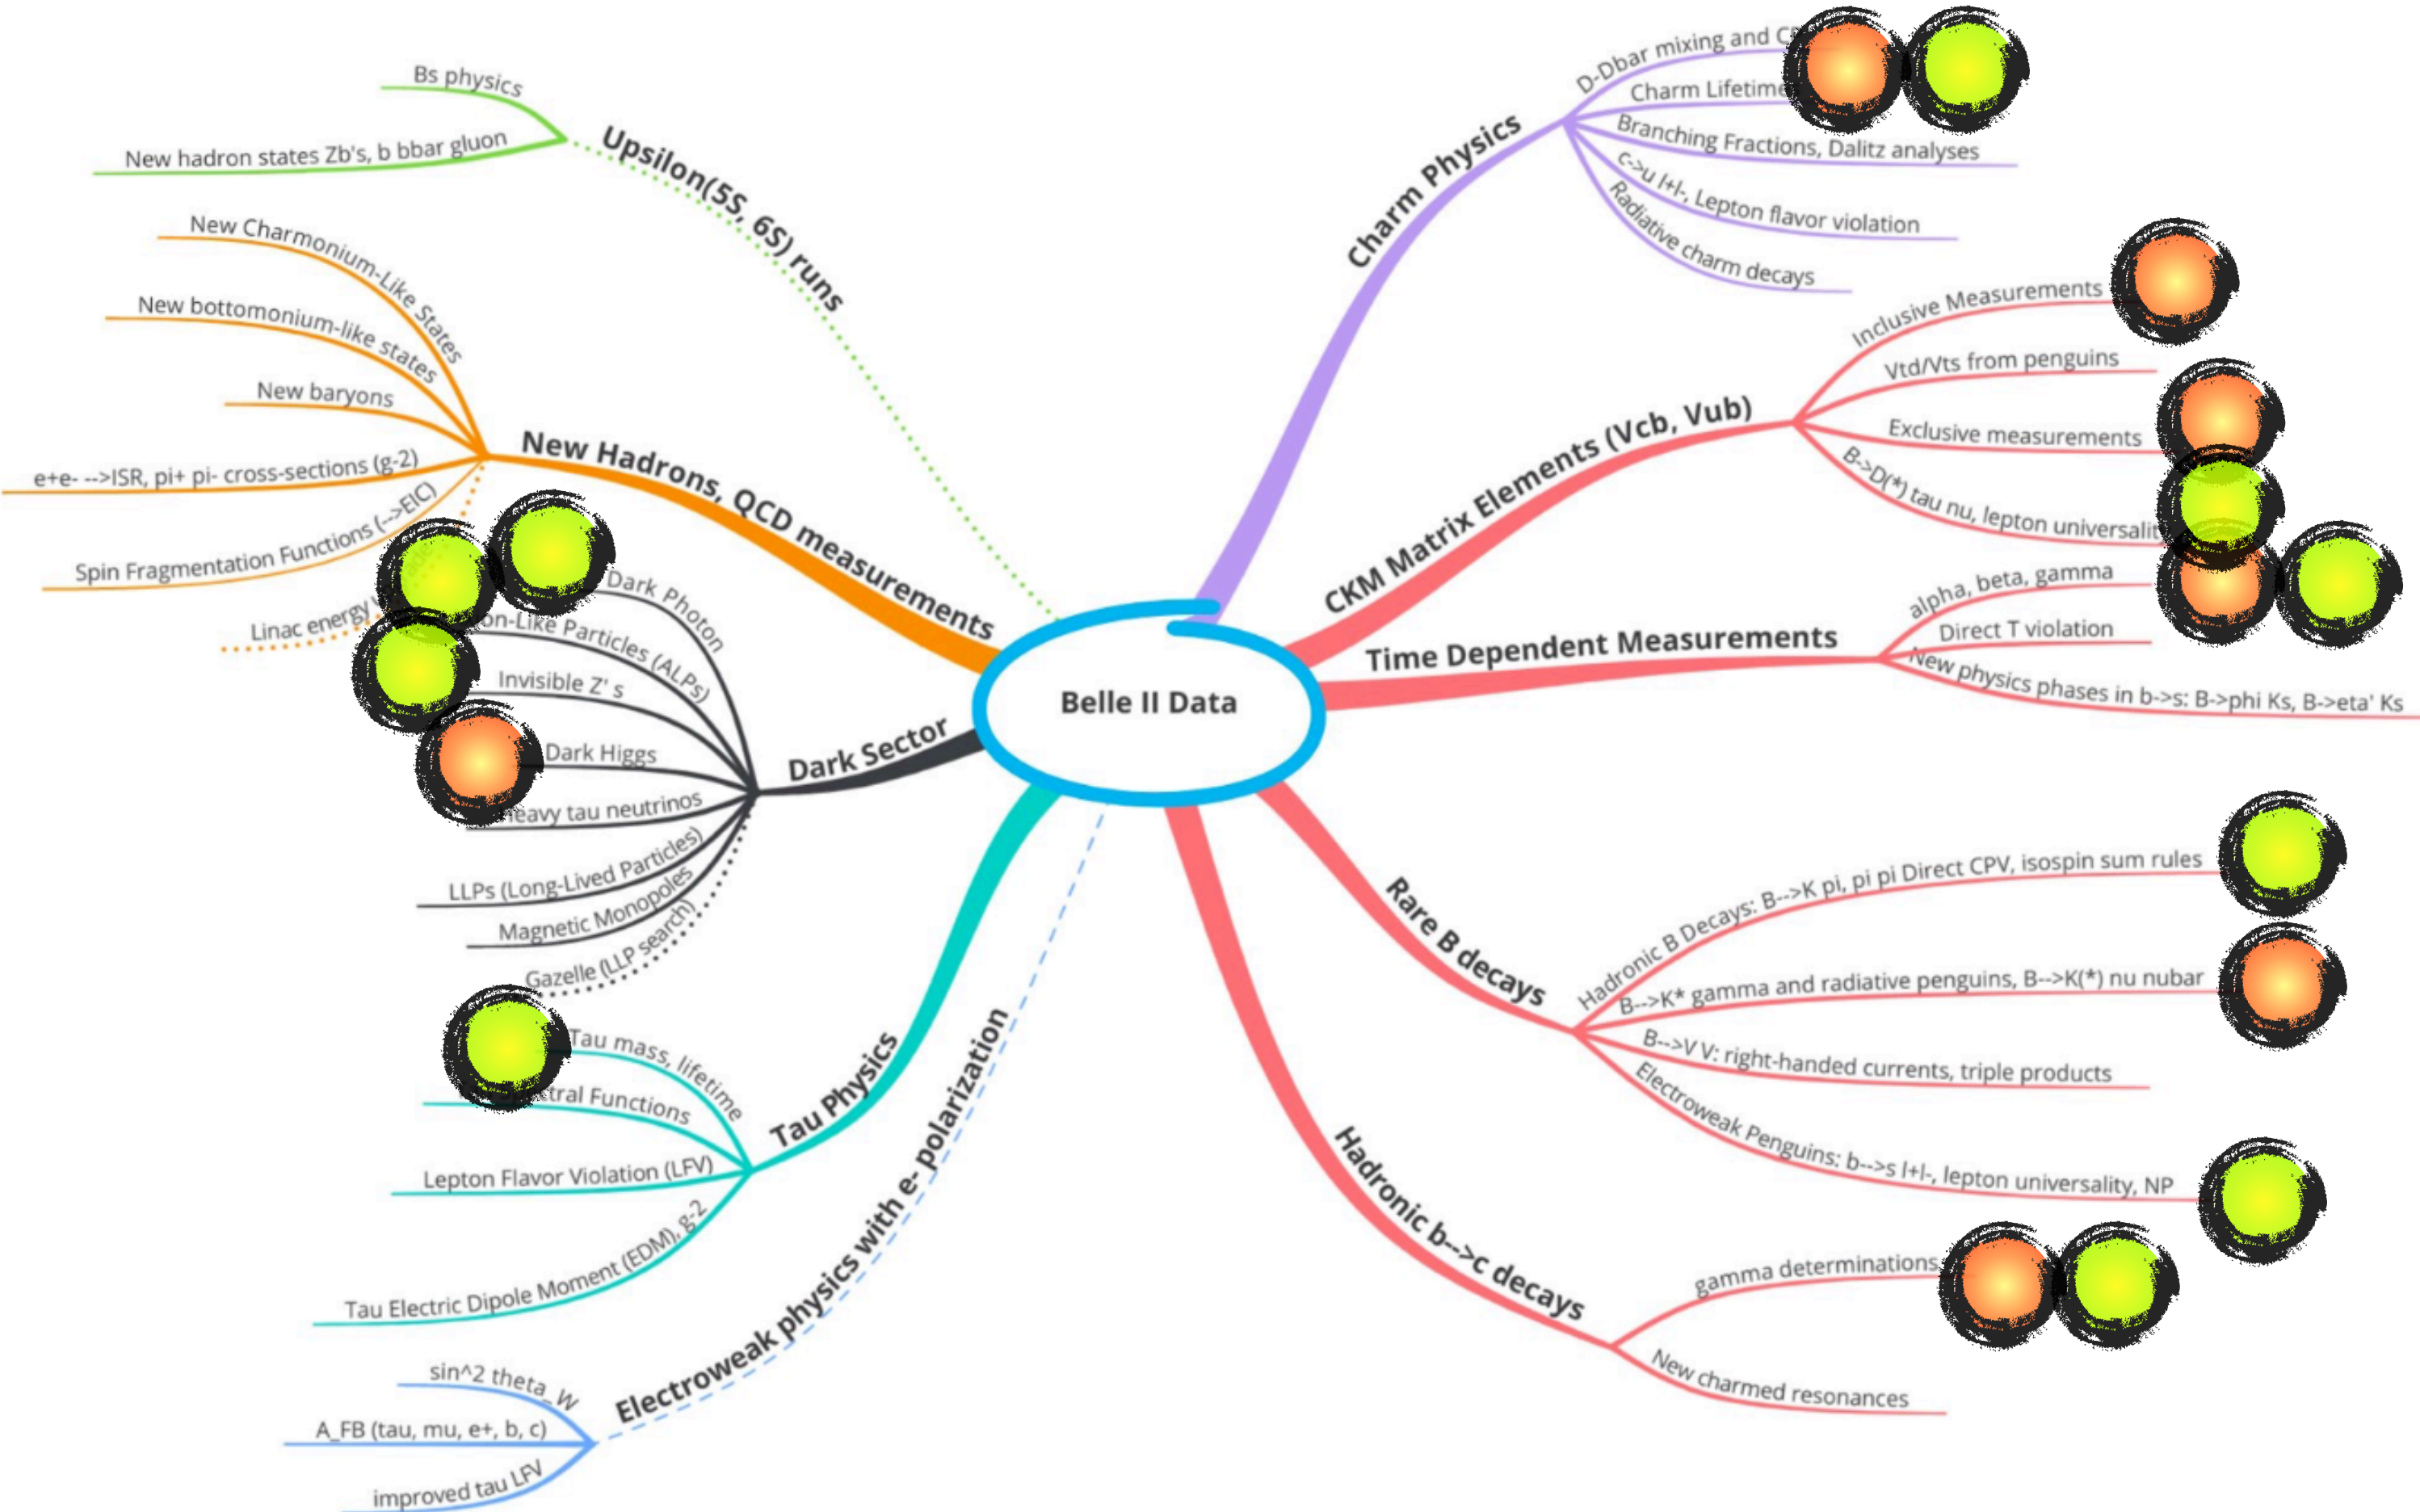 Belle II Data
Upsilon(5S, 6S) runs
Bs physics
New hadron states Zb's, b bbar gluon
New Hadrons, QCD measurements
New Charmonium-Like States
New bottomonium-like states
New baryons
e+e- -->ISR, pi+ pi- cross-sections (g-2)
Spin Fragmentation Functions (-->EIC)
Linac energy
Dark Sector
Dark Photon
Particles (ALPs)
Invisible Z' s
Dark Higgs
tau neutrinos
LLPs (Long-Lived Particles)
Magnetic Monopoles
Gazelle (LLP search)
Tau Physics
Tau mass, lifetime
Functions
Lepton Flavor Violation (LFV)
Tau Electric Dipole Moment (EDM), g-2
Electroweak physics with e- polarization
sin^2 theta_W
A_FB (tau, mu, e+, b, c)
improved tau LFV
Charm Physics
D-Dbar mixing and
Charm
Branching Fractions, Dalitz analyses
c->u l+l-, Lepton flavor violation
Radiative charm decays
CKM Matrix Elements (Vcb, Vub)
Inclusive Measurements
Vtd/Vts from penguins
Exclusive measurements
B->D(*) tau nu, lepton
Time Dependent Measurements
alpha, beta, gamma
Direct T violation
New physics phases in b->s: B->phi Ks, B->eta' Ks
Rare B decays
Hadronic B Decays: B-->K pi, pi pi Direct CPV, isospin sum rules
B-->K* gamma and radiative penguins, B-->K(*) nu nubar
B-->V V: right-handed currents, triple products
Electroweak Penguins: b-->s l+l-, lepton universality, NP
Hadronic b-->c decays
gamma determinations
New charmed resonances